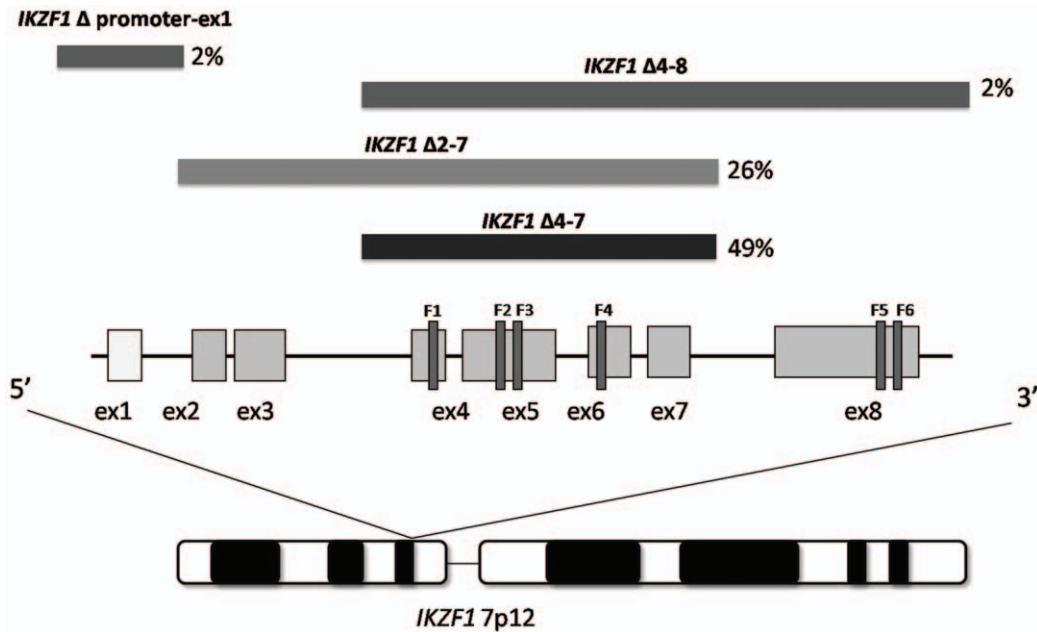 IKZF1 Δ promoter-ex1
2%
IKZF1 Δ4-8
2%
IKZF1 Δ2-7
26%
IKZF1 Δ4-7
49%
F1 F2 F3 F4 F5 F6
5’ 3’
ex1 ex2 ex3 ex4 ex5 ex6 ex7 ex8
IKZF1 7p12